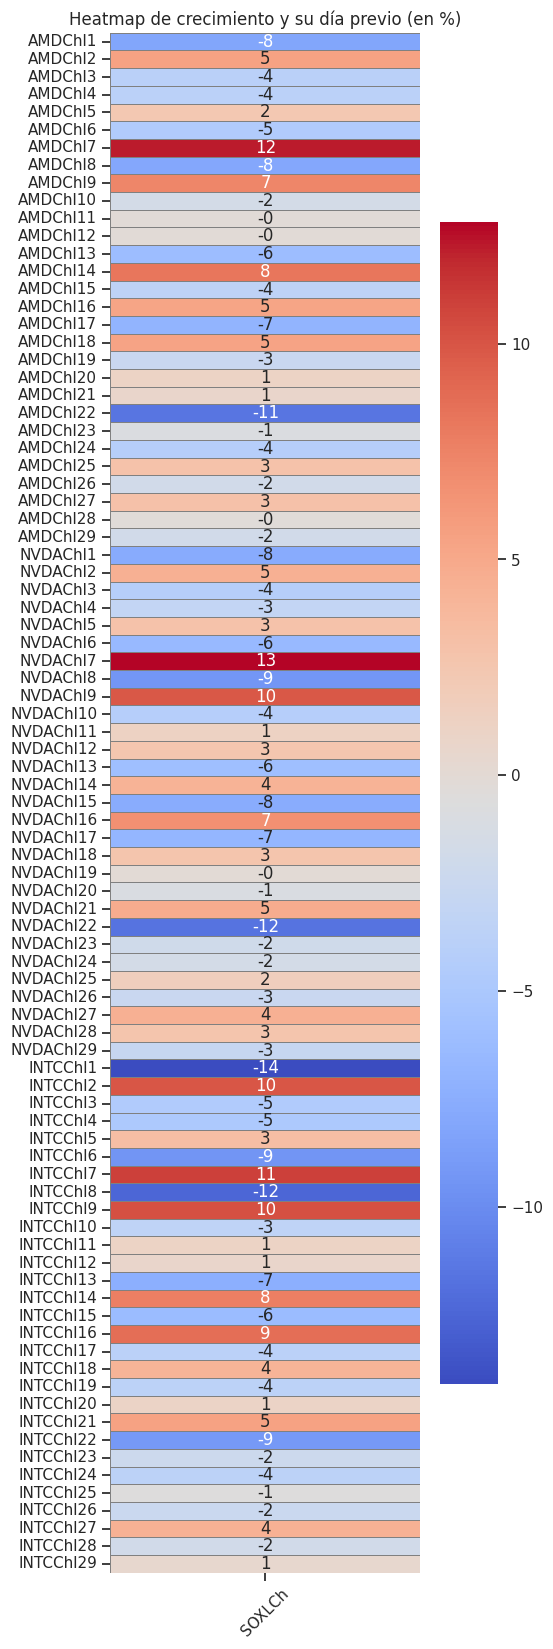 Heatmap de crecimiento y su día previo (en %)
AMDChl1 -8
AMDChl2 5
AMDChl3 -4
AMDChl4 -4
AMDChl5 2
AMDChl6 -5
AMDChl7 12
AMDChl8 -8
AMDChl9 7
AMDChl10 -2
AMDChl11 -0
AMDChl12 -0
AMDChl13 -6
AMDChl14 8
AMDChl15 -4
AMDChl16 5
AMDChl17 -7
AMDChl18 5
AMDChl19 -3
AMDChl20 1
AMDChl21 1
AMDChl22 -11
AMDChl23 -1
AMDChl24 -4
AMDChl25 3
AMDChl26 -2
AMDChl27 3
AMDChl28 -0
AMDChl29 -2
NVDAChl1 -8
NVDAChl2 5
NVDAChl3 -4
NVDAChl4 -3
NVDAChl5 3
NVDAChl6 -6
NVDAChl7 13
NVDAChl8 -9
NVDAChl9 10
NVDAChl10 -4
NVDAChl11 1
NVDAChl12 3
NVDAChl13 -6
NVDAChl14 4
NVDAChl15 -8
NVDAChl16 7
NVDAChl17 -7
NVDAChl18 3
NVDAChl19 -0
NVDAChl20 -1
NVDAChl21 5
NVDAChl22 -12
NVDAChl23 -2
NVDAChl24 -2
NVDAChl25 2
NVDAChl26 -3
NVDAChl27 4
NVDAChl28 3
NVDAChl29 -3
INTCChl1 -14
INTCChl2 10
INTCChl3 -5
INTCChl4 -5
INTCChl5 3
INTCChl6 -9
INTCChl7 11
INTCChl8 -12
INTCChl9 10
INTCChl10 -3
INTCChl11 1
INTCChl12 1
INTCChl13 -7
INTCChl14 8
INTCChl15 -6
INTCChl16 9
INTCChl17 -4
INTCChl18 4
INTCChl19 -4
INTCChl20 1
INTCChl21 5
INTCChl22 -9
INTCChl23 -2
INTCChl24 -4
INTCChl25 -1
INTCChl26 -2
INTCChl27 4
INTCChl28 -2
INTCChl29 1
SOXLCh
10
5
0
−5
−10